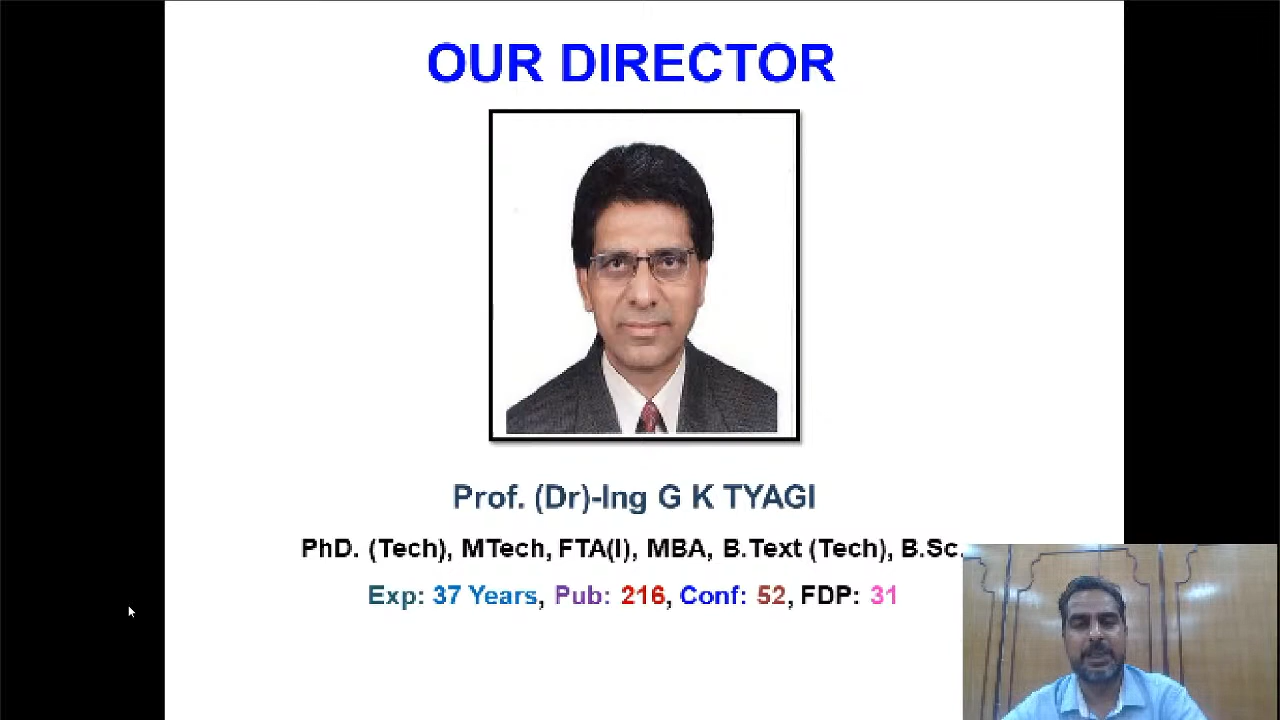 OUR DIRECTOR
Prof. (Dr)-Ing G K TYAGI
PhD. (Tech), MTech, FTA(I), MBA, B.Text (Tech), B.Sc.
Exp: 37 Years, Pub: 216, Conf: 52, FDP: 31